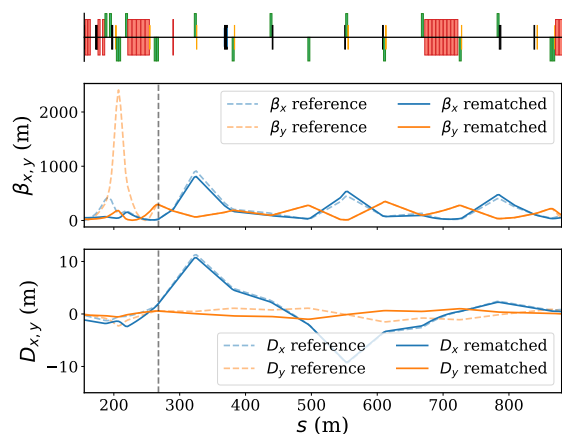 2000
1000
0
β_{x,y} (m)
β_x reference
β_y reference
β_x rematched
β_y rematched
10
0
−10
D_{x,y} (m)
D_x reference
D_y reference
D_x rematched
D_y rematched
200 300 400 500 600 700 800
s (m)